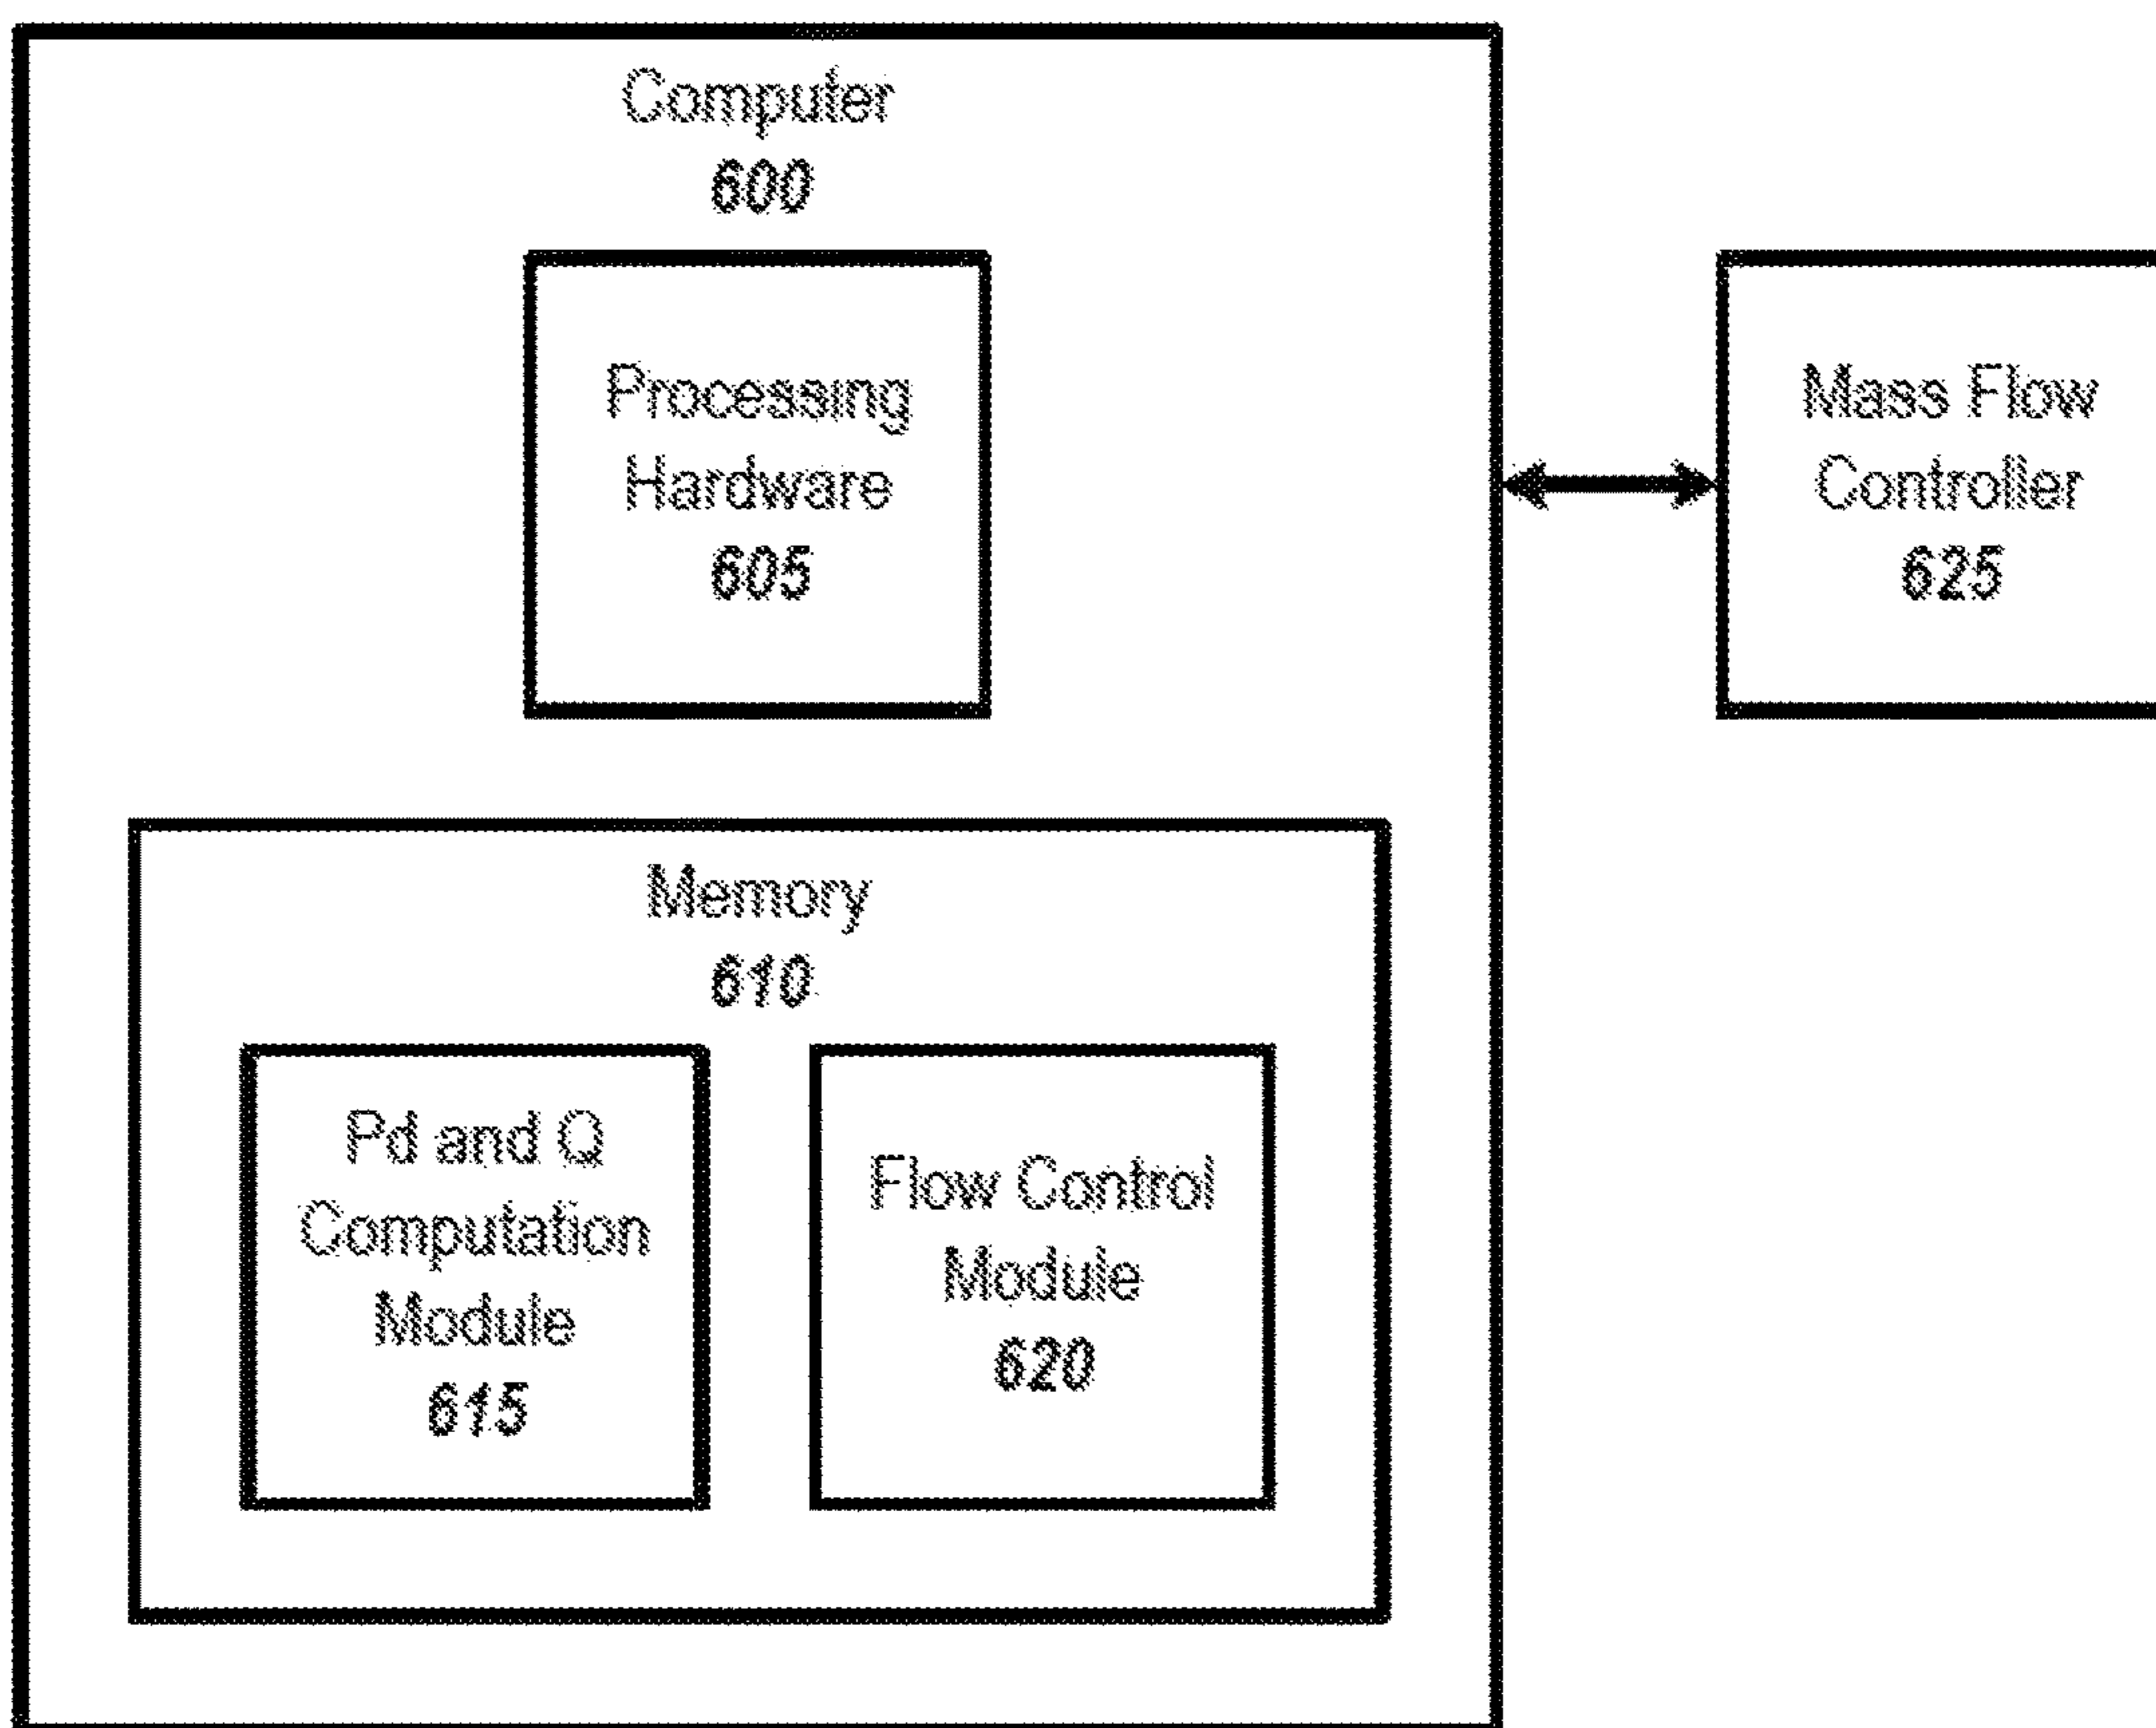 Computer
600
Processing
Hardware
605
Mass Flow
Controller
625
Memory
610
Pd and Q
Computation
Module
615
Flow Control
Module
620